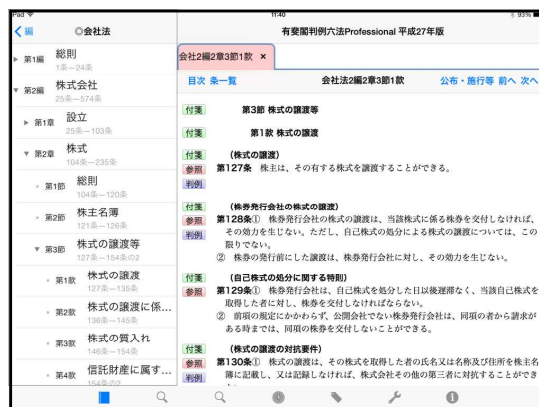 Pad
11:40
93%
編
◎会社法
有斐閣判例六法Professional 平成27年版
第1編 総則
1条―24条
第2編 株式会社
25条―574条
第1章 設立
25条―103条
第2章 株式
104条―235条
第1節 総則
104条―120条
第2節 株主名簿
121条―126条
第3節 株式の譲渡等
127条―154条の2
第1款 株式の譲渡
127条―135条
第2款 株式の譲渡に係…
136条―145条
第3款 株式の質入れ
146条―154条
第4款 信託財産に属す…
154条の2
会社2編2章3節1款 ×
目次 条一覧 会社法2編2章3節1款 公布・施行等 前へ 次へ
付箋 第3節 株式の譲渡等
付箋 第1款 株式の譲渡
付箋 (株式の譲渡)
参照 第127条 株主は、その有する株式を譲渡することができる。
判例
付箋 (株券発行会社の株式の譲渡)
参照 第128条① 株券発行会社の株式の譲渡は、当該株式に係る株券を交付しなければ、
判例 その効力を生じない。ただし、自己株式の処分による株式の譲渡については、この
限りでない。
② 株券の発行前にした譲渡は、株券発行会社に対し、その効力を生じない。
付箋 (自己株式の処分に関する特則)
参照 第129条① 株券発行会社は、自己株式を処分した日以後遅滞なく、当該自己株式を
取得した者に対し、株券を交付しなければならない。
② 前項の規定にかかわらず、公開会社でない株券発行会社は、同項の者から請求が
ある時までは、同項の株券を交付しないことができる。
付箋 (株式の譲渡の対抗要件)
参照 第130条① 株式の譲渡は、その株式を取得した者の氏名又は名称及び住所を株主名
判例 簿に記載し、又は記録しなければ、株式会社その他の第三者に対抗することができ